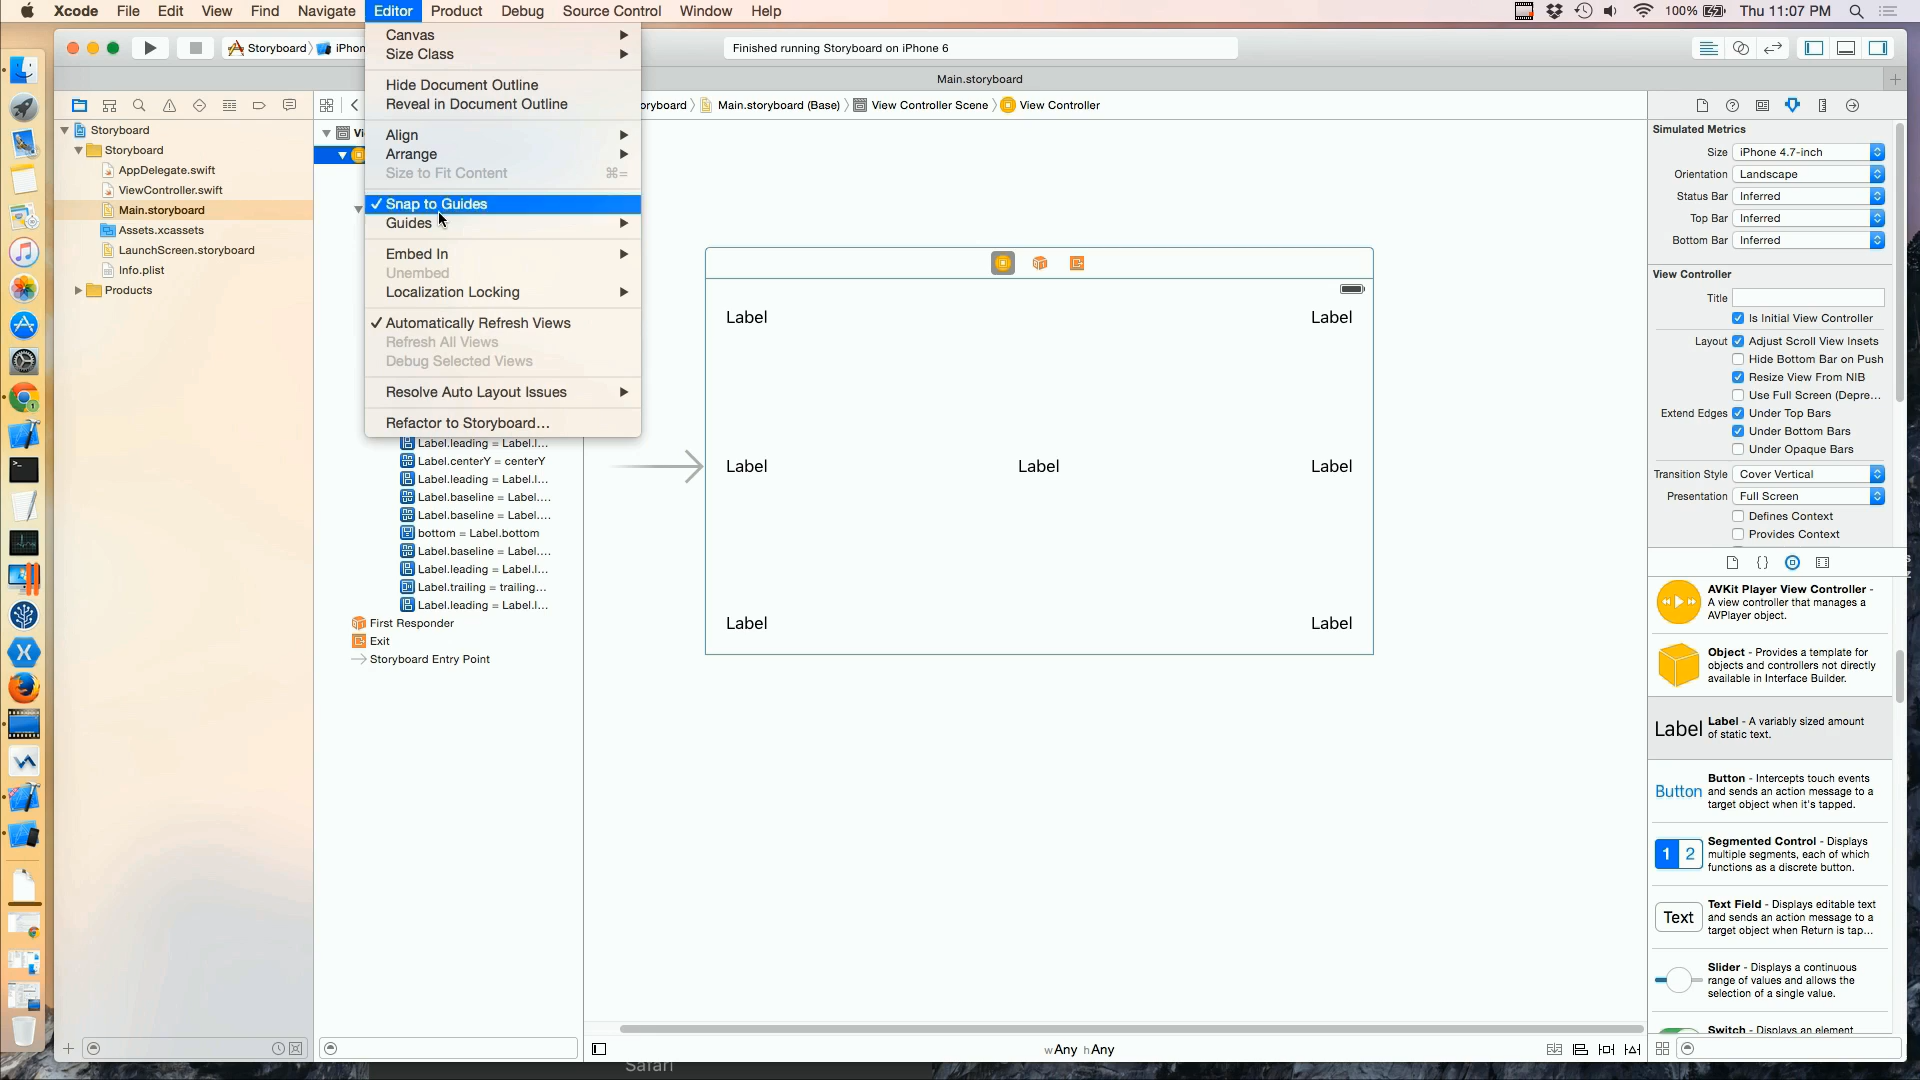 Xcode File Edit View Find Navigate Editor Product Debug Source Control Window Help
100% Thu 11:07 PM
Storyboard
Finished running Storyboard on iPhone 6
Main.storyboard
Canvas
Size Class
Hide Document Outline
Reveal in Document Outline
Align
Arrange
Size to Fit Content ⌘=
✓ Snap to Guides
Guides
Embed In
Unembed
Localization Locking
✓ Automatically Refresh Views
Refresh All Views
Debug Selected Views
Resolve Auto Layout Issues
Refactor to Storyboard...
Main.storyboard (Base) View Controller Scene View Controller
Storyboard
Storyboard
AppDelegate.swift
ViewController.swift
Main.storyboard
Assets.xcassets
LaunchScreen.storyboard
Info.plist
Products
Label.leading = Label.l...
Label.centerY = centerY
Label.leading = Label.l...
Label.baseline = Label....
Label.baseline = Label....
bottom = Label.bottom
Label.baseline = Label....
Label.leading = Label.l...
Label.trailing = trailing...
Label.leading = Label.l...
First Responder
Exit
Storyboard Entry Point
Label Label
Label Label Label
Label Label
wAny hAny
Simulated Metrics
Size iPhone 4.7-inch
Orientation Landscape
Status Bar Inferred
Top Bar Inferred
Bottom Bar Inferred
View Controller
Title
Is Initial View Controller
Layout Adjust Scroll View Insets
Hide Bottom Bar on Push
Resize View From NIB
Use Full Screen (Depre...
Extend Edges Under Top Bars
Under Bottom Bars
Under Opaque Bars
Transition Style Cover Vertical
Presentation Full Screen
Defines Context
Provides Context
AVKit Player View Controller -
A view controller that manages a
AVPlayer object.
Object - Provides a template for
objects and controllers not directly
available in Interface Builder.
Label
Label - A variably sized amount
of static text.
Button
Button - Intercepts touch events
and sends an action message to a
target object when it's tapped.
1 2
Segmented Control - Displays
multiple segments, each of which
functions as a discrete button.
Text
Text Field - Displays editable text
and sends an action message to a
target object when Return is tap...
Slider - Displays a continuous
range of values and allows the
selection of a single value.
Switch - Displays an element
Safari